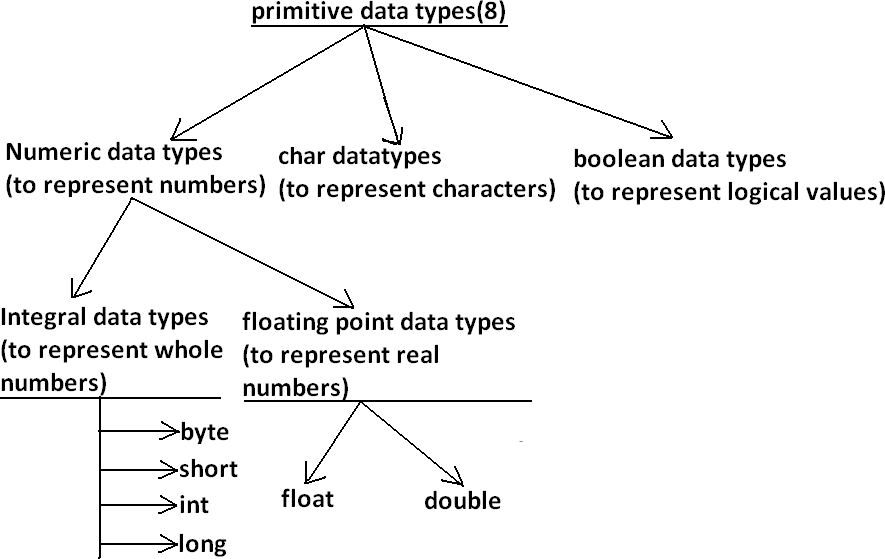 primitive data types(8)
Numeric data types
(to represent numbers)
char datatypes
(to represent characters)
boolean data types
(to represent logical values)
Integral data types
(to represent whole
numbers)
floating point data types
(to represent real
numbers)
byte
short
int
long
float
double